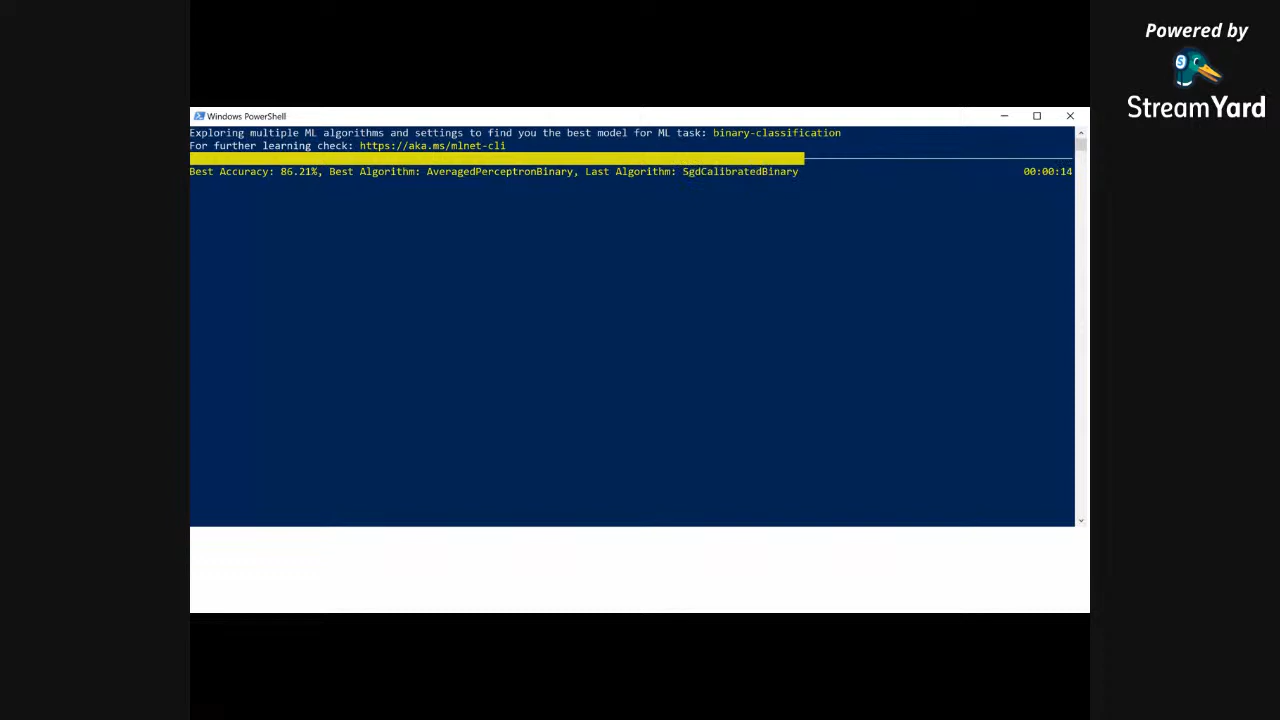 Powered by
StreamYard
Windows PowerShell
Exploring multiple ML algorithms and settings to find you the best model for ML task: binary-classification
For further learning check: https://aka.ms/mlnet-cli
Best Accuracy: 86.21%, Best Algorithm: AveragedPerceptronBinary, Last Algorithm: SgdCalibratedBinary 00:00:14